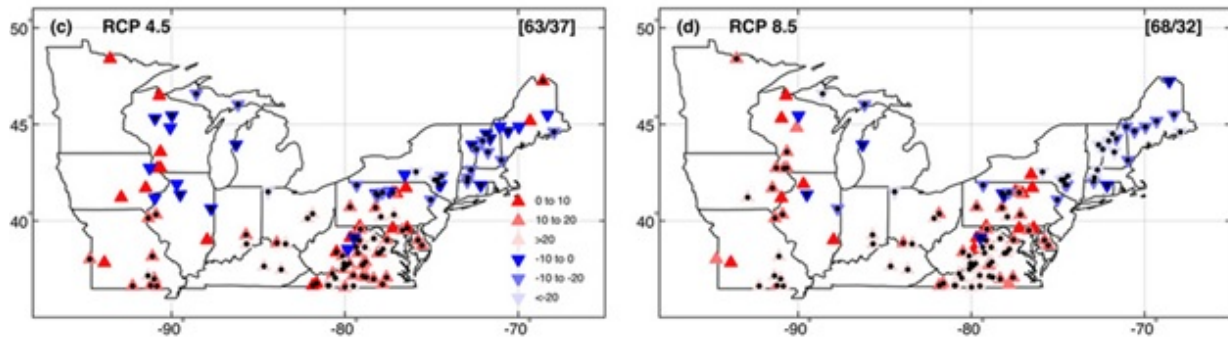 (c) RCP 4.5 [63/37]
50°
45°
40°
-90° -80° -70°
0 to 10
10 to 20
>20
-10 to 0
-10 to -20
<-20
(d) RCP 8.5 [68/32]
50°
45°
40°
-90° -80° -70°